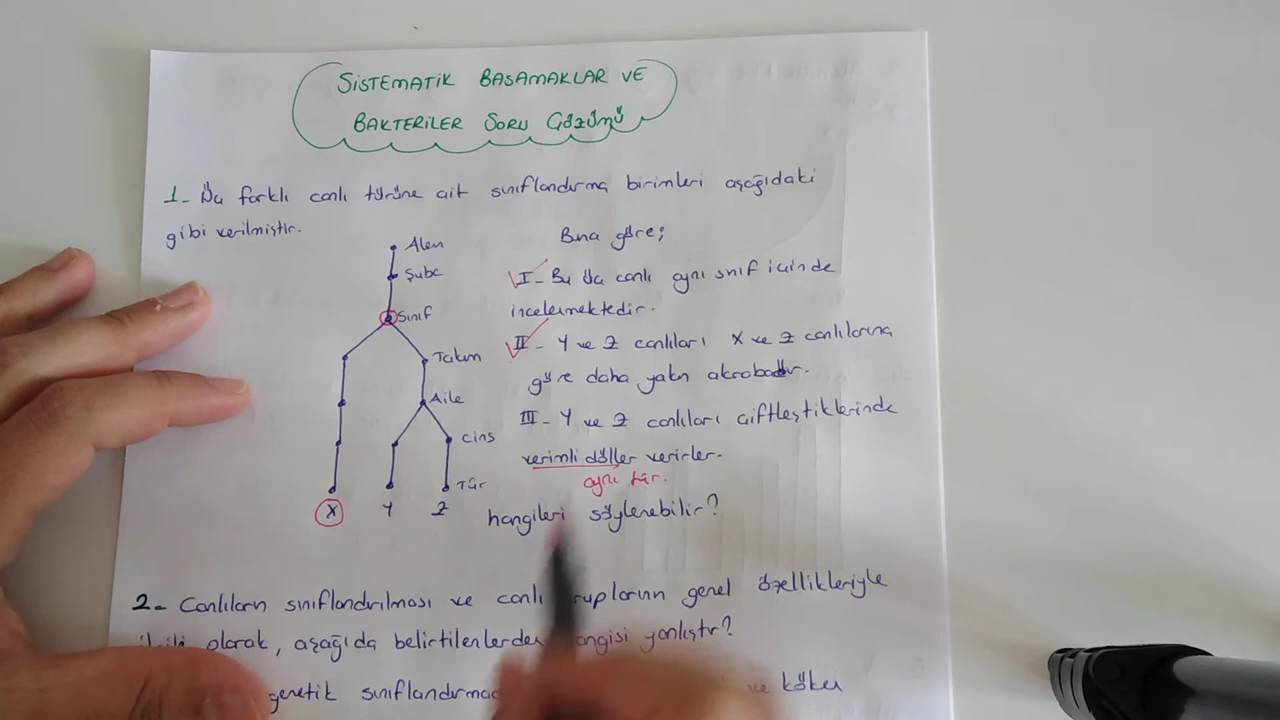 SİSTEMATİK BASAMAKLAR VE
BAKTERİLER SORU ÇÖZÜMÜ
1- Üç farklı canlı türüne ait sınıflandırma birimleri aşağıdaki
gibi verilmiştir.
Alem
Şube
Sınıf
Takım
Aile
Cins
Tür
X Y Z
Buna göre;
I- Bu üç canlı aynı sınıf içinde
incelenmektedir.
II- Y ve Z canlıları X ve Z canlılarına
göre daha yakın akrabadır.
III- Y ve Z canlıları çiftleştiklerinde
verimli döller verirler.
aynı tür.
hangileri söylenebilir?
2- Canlıların sınıflandırılması ve canlı gruplarının genel özellikleriyle
ilgili olarak, aşağıda belirtilenlerden hangisi yanlıştır?
ve köken